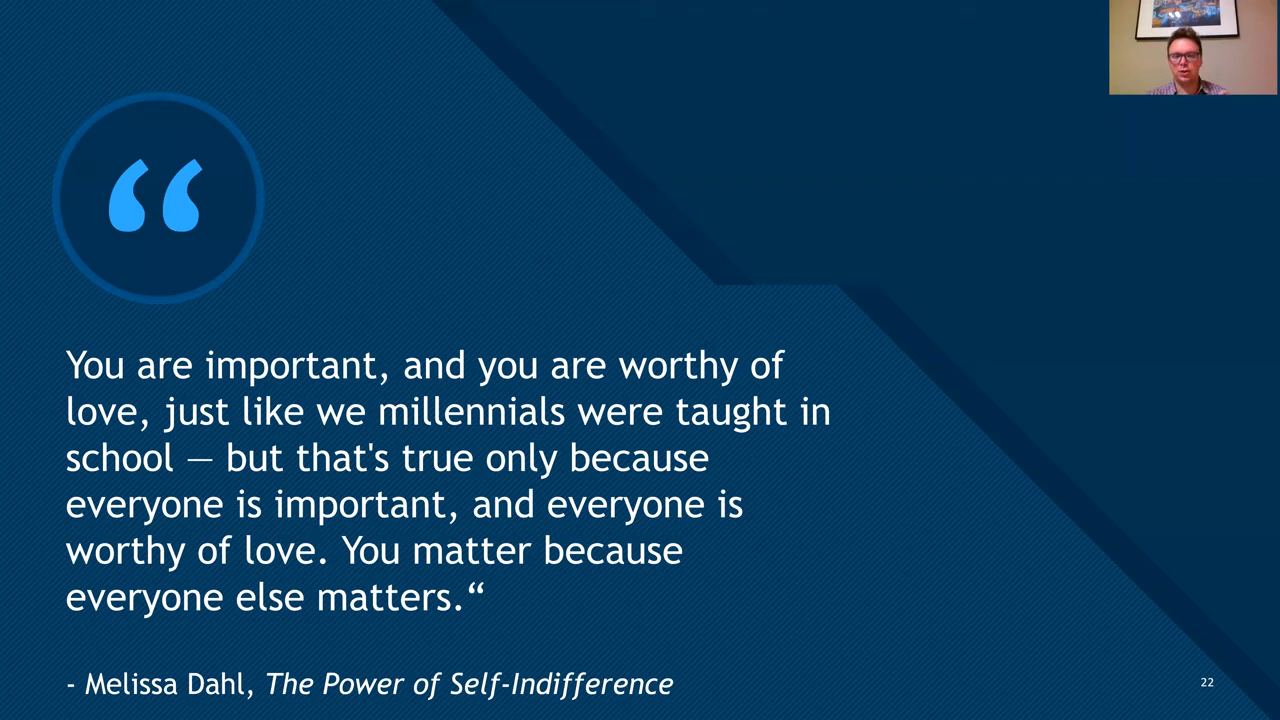 “
You are important, and you are worthy of
love, just like we millennials were taught in
school — but that's true only because
everyone is important, and everyone is
worthy of love. You matter because
everyone else matters.“
- Melissa Dahl, The Power of Self-Indifference
22